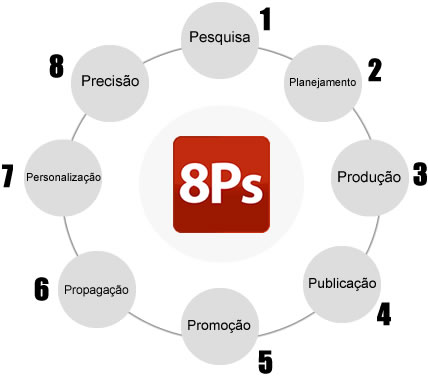 1
Pesquisa
2
Planejamento
3
Produção
4
Publicação
5
Promoção
6
Propagação
7
Personalização
8
Precisão
8Ps